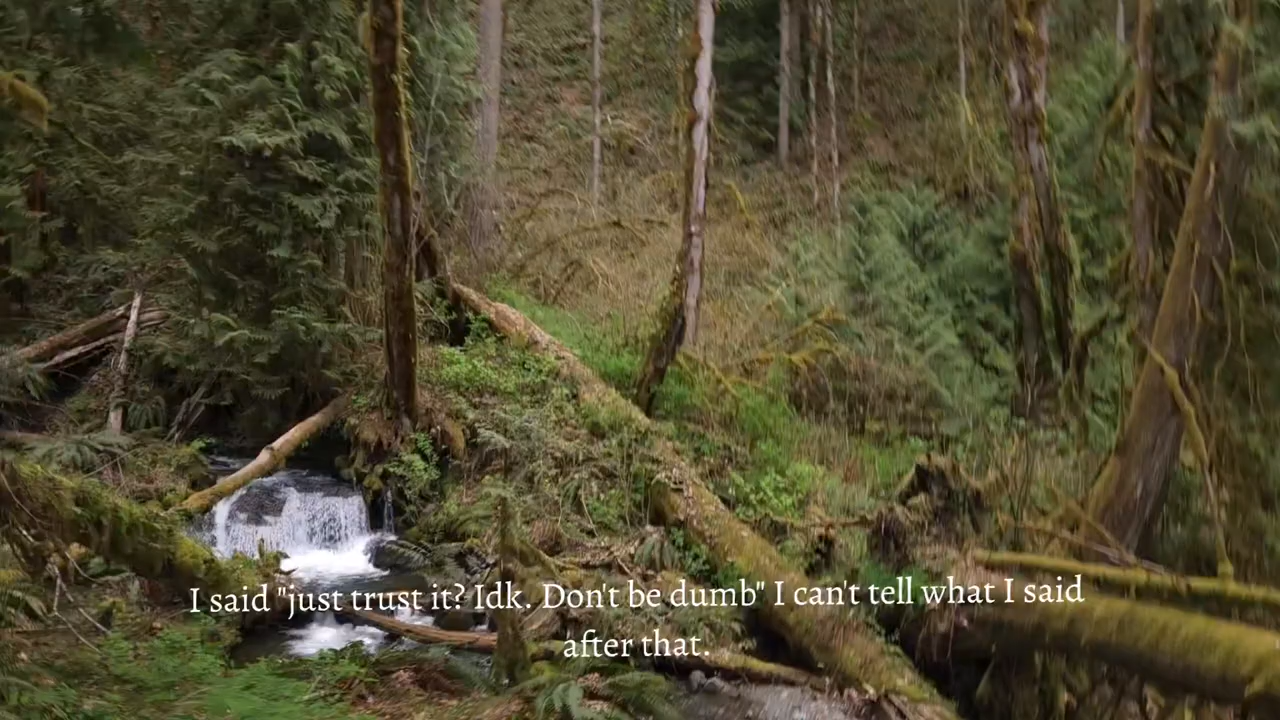 I said "just trust it? Idk. Don't be dumb" I can't tell what I said
after that.